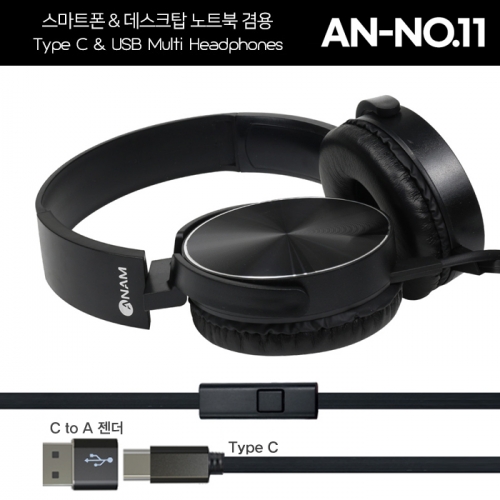 스마트폰 & 데스크탑 노트북 겸용
Type C & USB Multi Headphones
AN-NO.11
ANAM
C to A 젠더
Type C